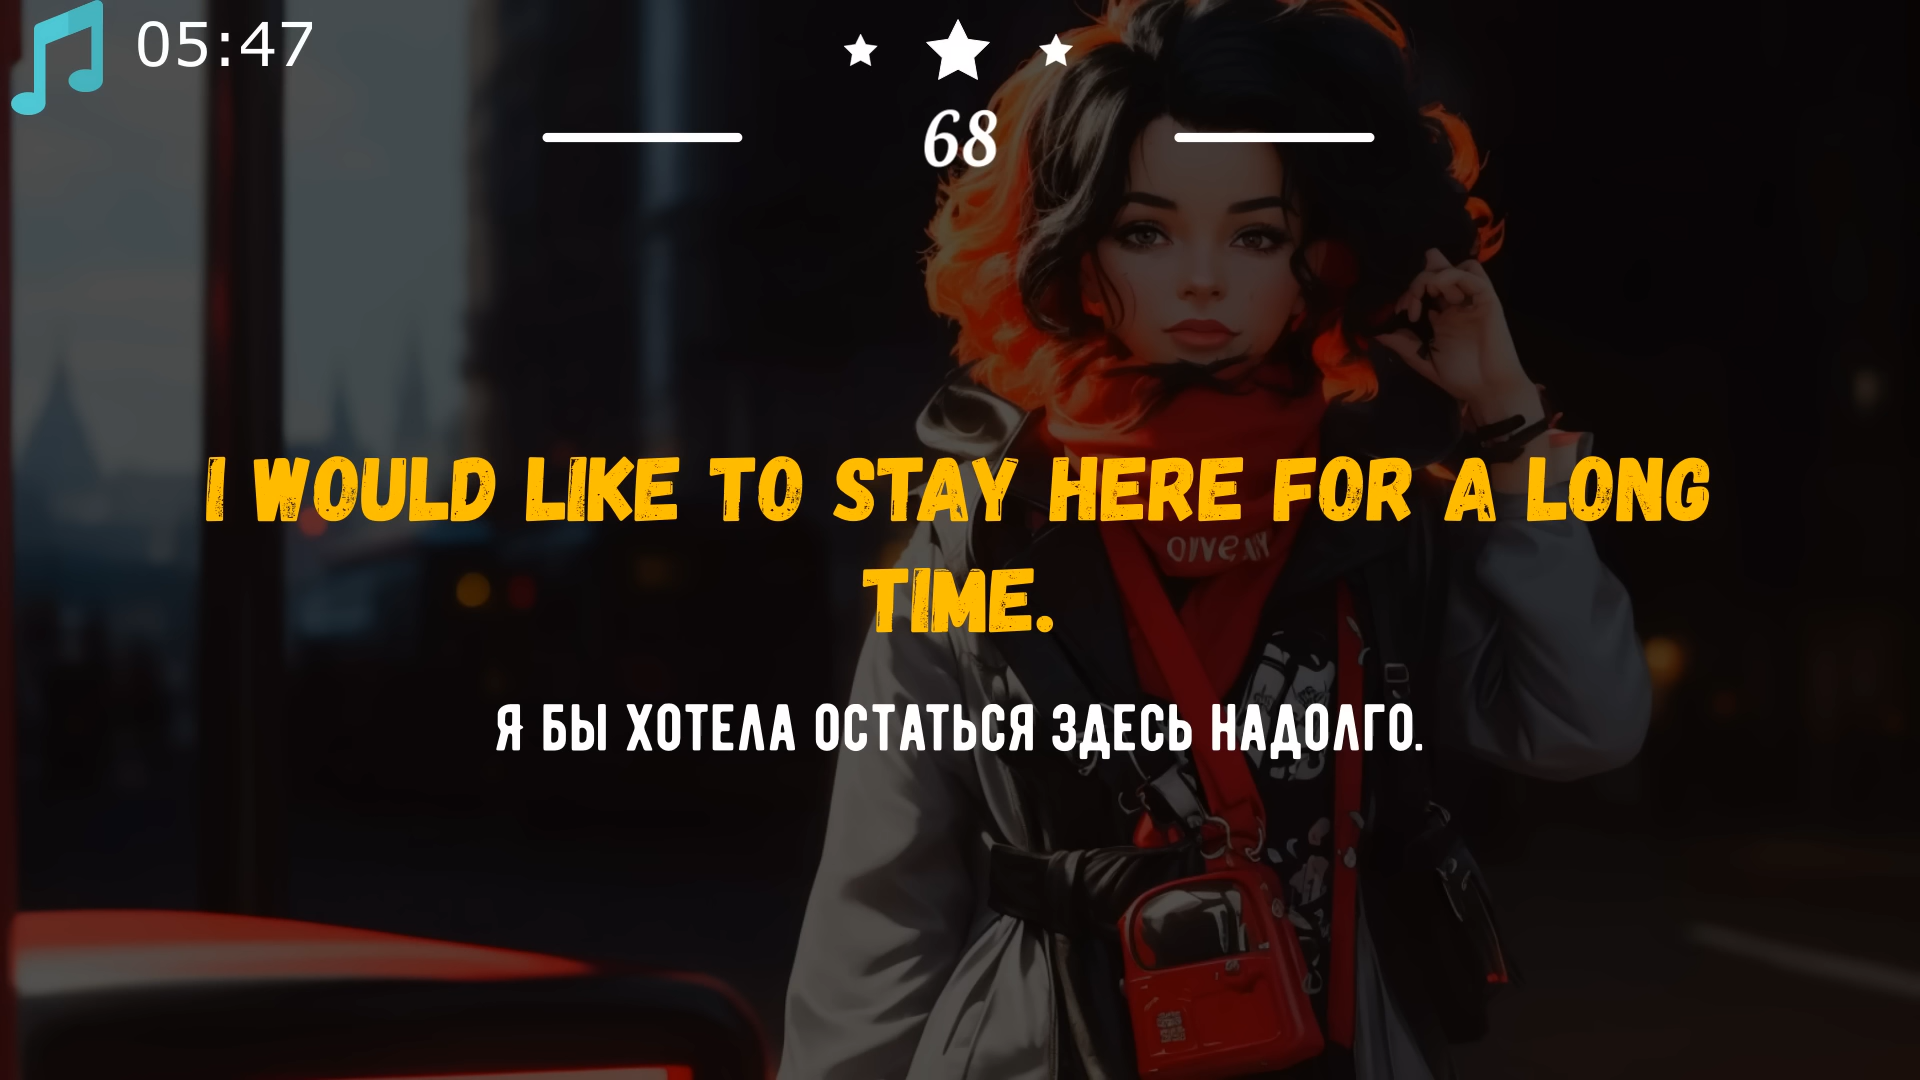 05:47
68
I WOULD LIKE TO STAY HERE FOR A LONG
TIME.
Я БЫ ХОТЕЛА ОСТАТЬСЯ ЗДЕСЬ НАДОЛГО.